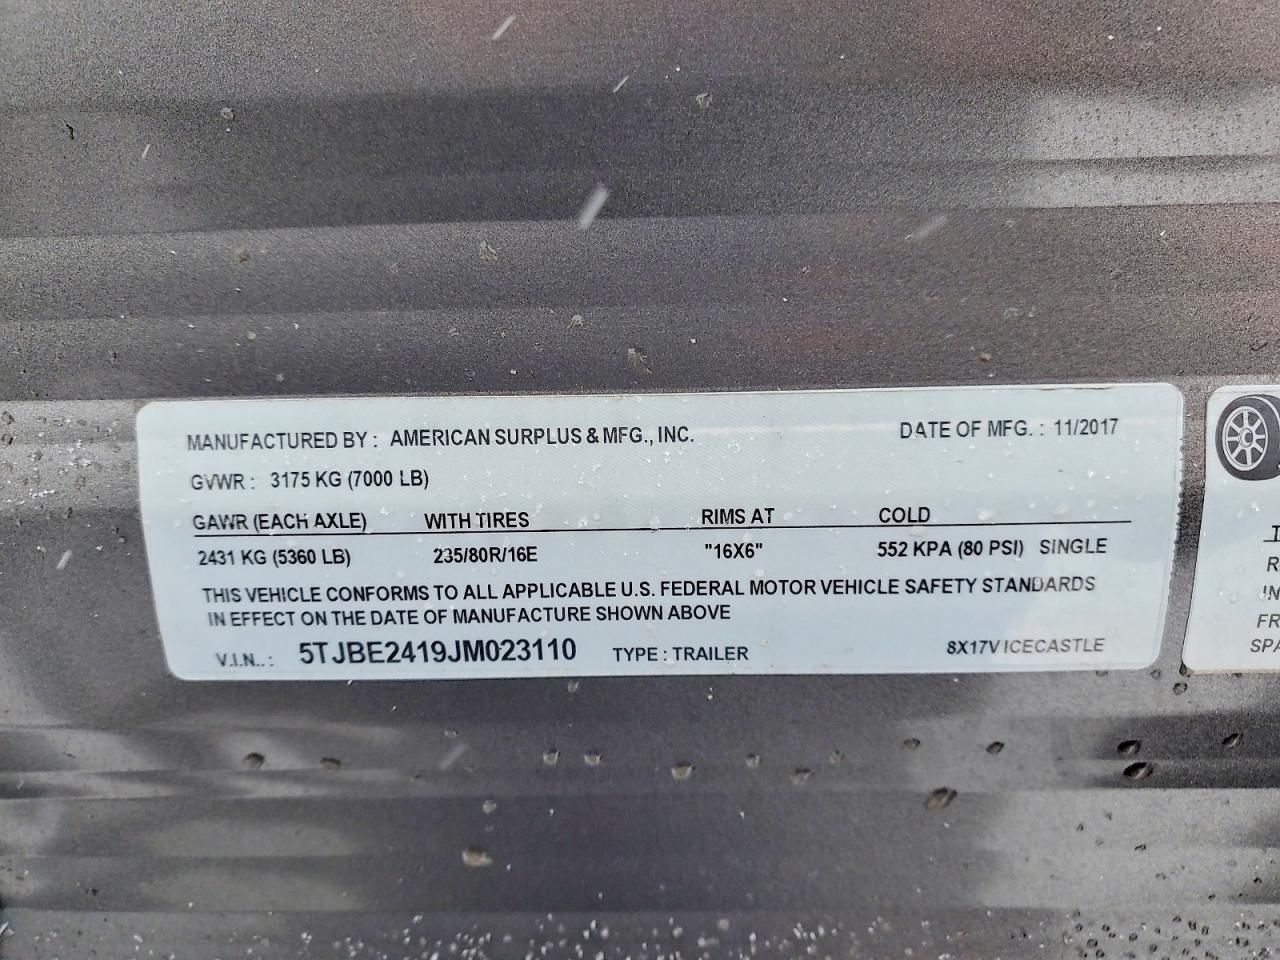 MANUFACTURED BY : AMERICAN SURPLUS & MFG., INC. DATE OF MFG. : 11/2017
GVWR : 3175 KG (7000 LB)
GAWR (EACH AXLE) WITH TIRES RIMS AT COLD
2431 KG (5360 LB) 235/80R/16E "16X6" 552 KPA (80 PSI) SINGLE
THIS VEHICLE CONFORMS TO ALL APPLICABLE U.S. FEDERAL MOTOR VEHICLE SAFETY STANDARDS
IN EFFECT ON THE DATE OF MANUFACTURE SHOWN ABOVE
V.I.N..: 5TJBE2419JM023110 TYPE : TRAILER 8X17V ICECASTLE